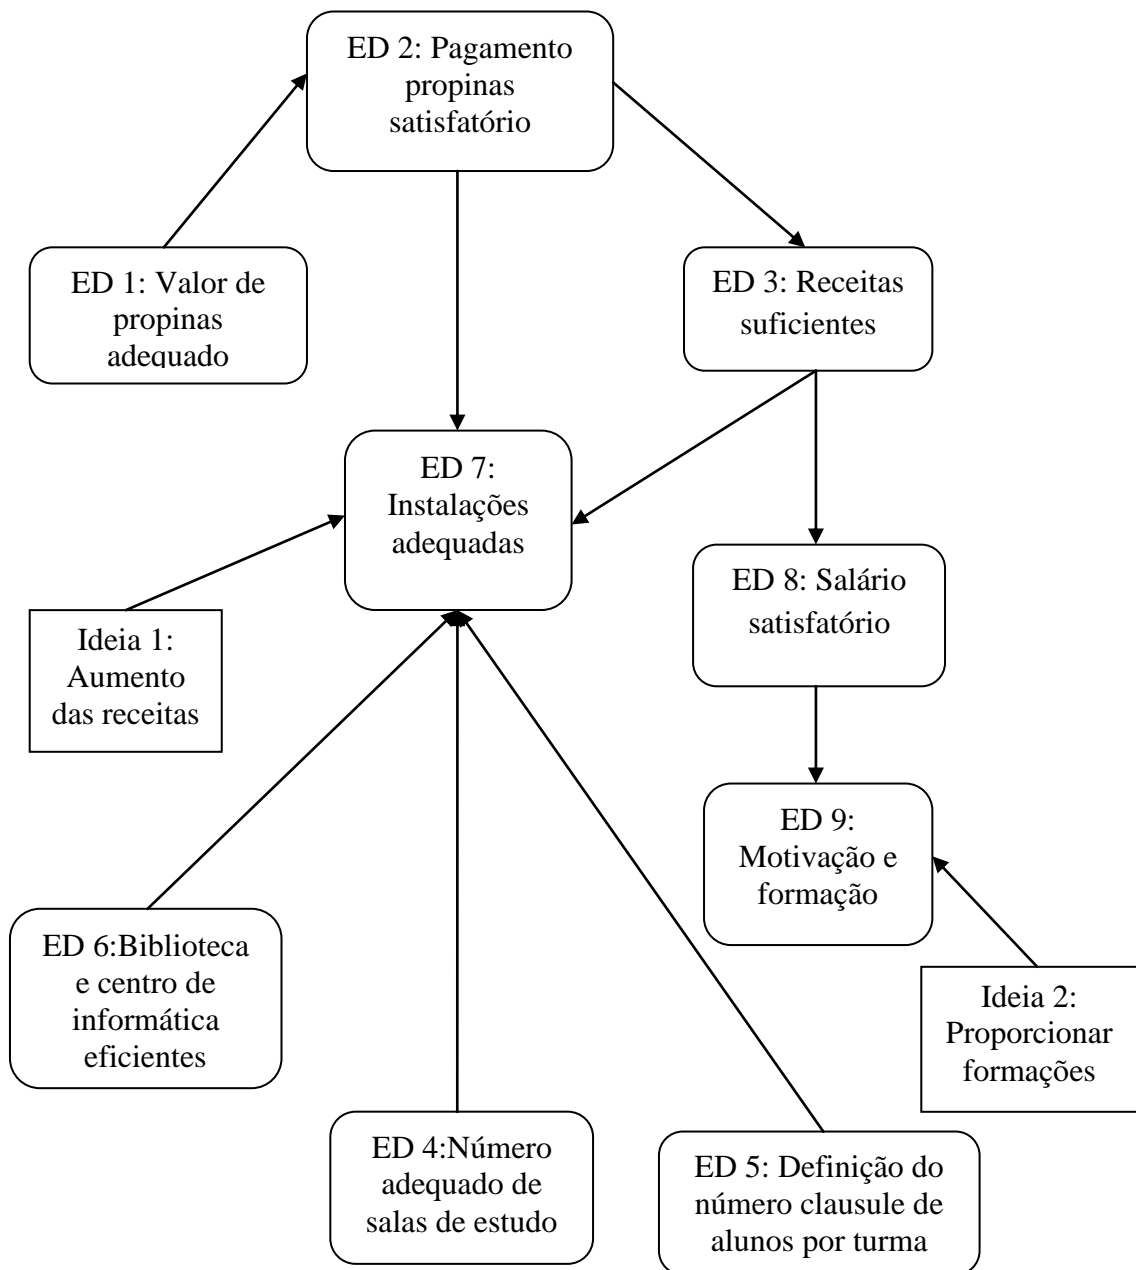 ED 2: Pagamento
propinas
satisfatório
ED 1: Valor de
propinas
adequado
ED 3: Receitas
suficientes
ED 7:
Instalações
adequadas
ED 8: Salário
satisfatório
Ideia 1:
Aumento
das receitas
ED 9:
Motivação e
formação
ED 6:Biblioteca
e centro de
informática
eficientes
Ideia 2:
Proporcionar
formações
ED 4:Número
adequado de
salas de estudo
ED 5: Definição do
número clausule de
alunos por turma